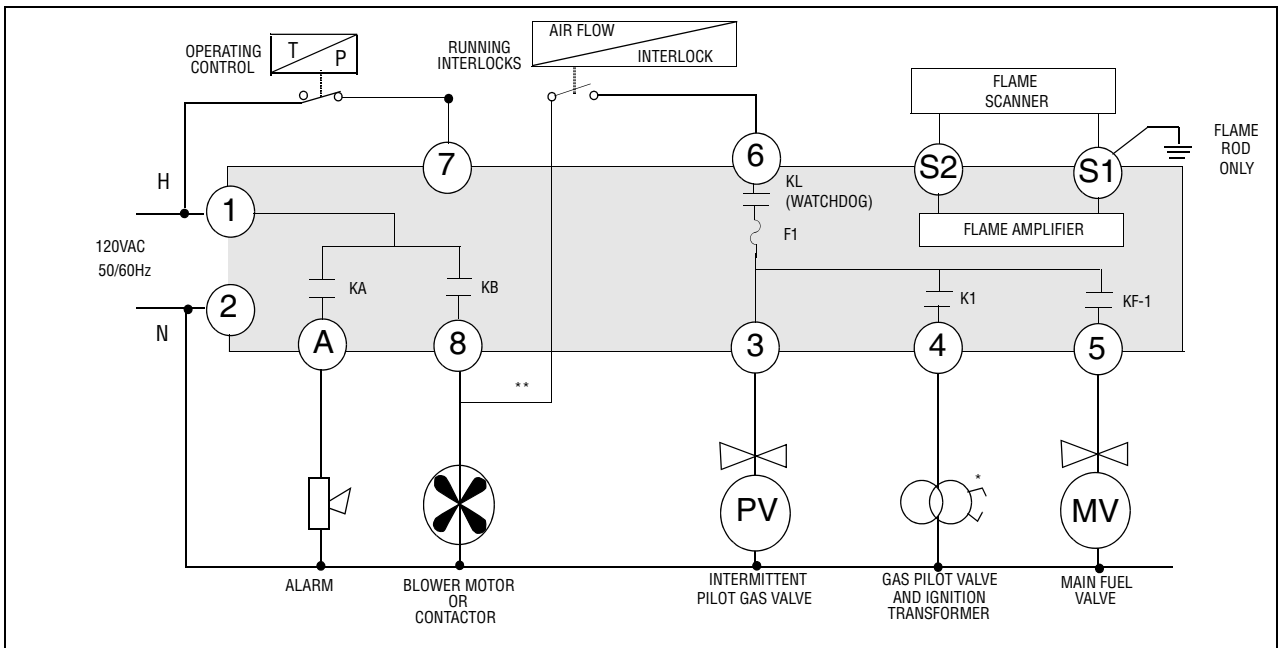 OPERATING
CONTROL
T
P
RUNNING
INTERLOCKS
AIR FLOW
INTERLOCK
FLAME
SCANNER
FLAME
ROD
ONLY
H
1
7
6
S2
S1
KL
(WATCHDOG)
F1
FLAME AMPLIFIER
120VAC
50/60Hz
2
N
KA
KB
K1
KF-1
A
8
3
4
5
**
*
PV
MV
ALARM
BLOWER MOTOR
OR
CONTACTOR
INTERMITTENT
PILOT GAS VALVE
GAS PILOT VALVE
AND IGNITION
TRANSFORMER
MAIN FUEL
VALVE